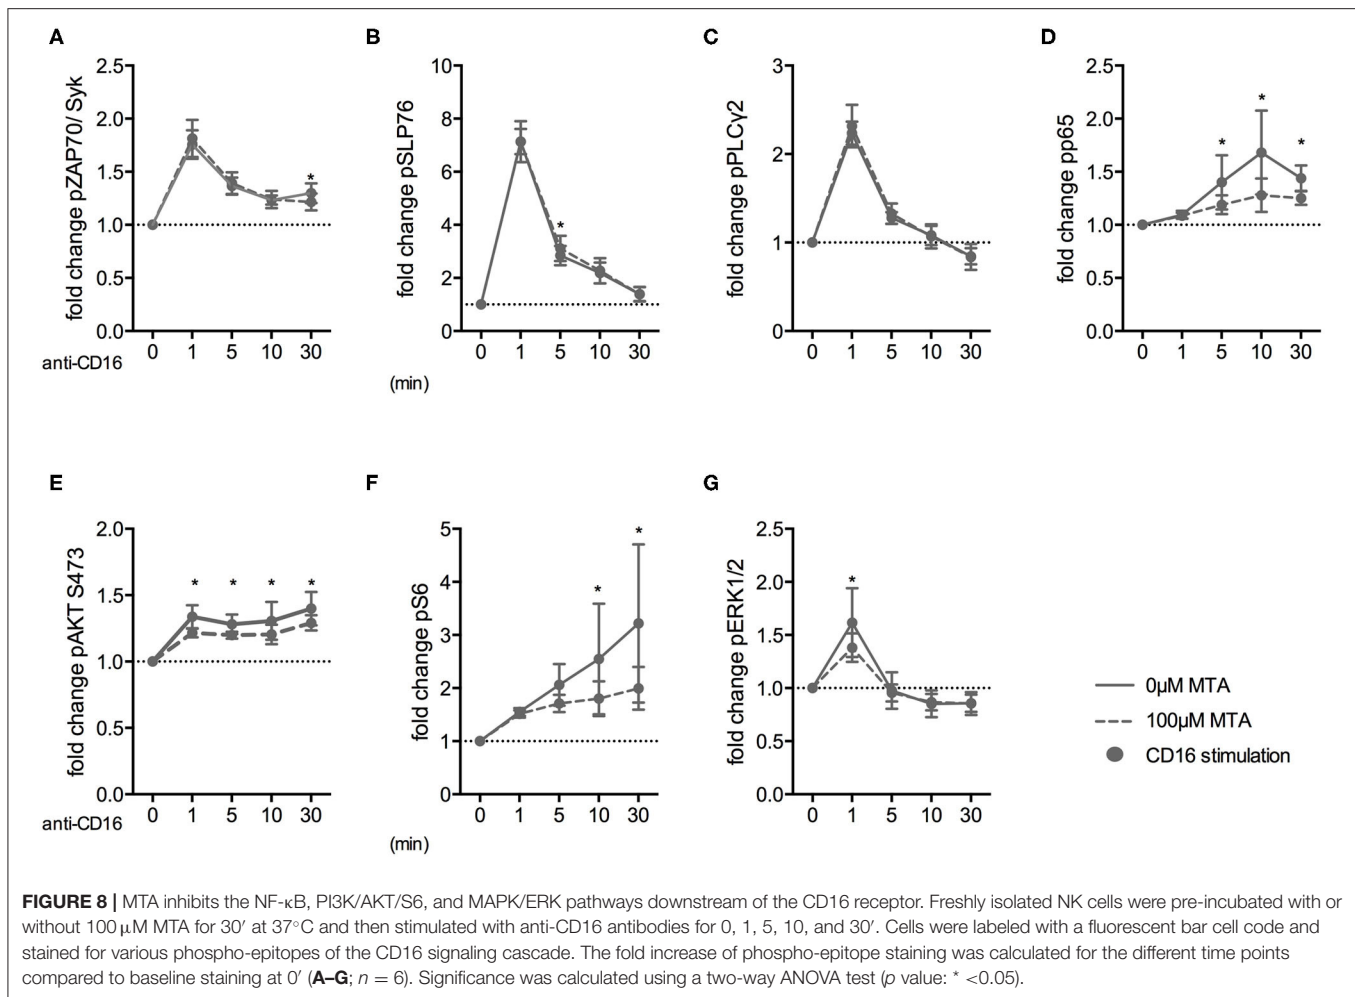 A
fold change pZAP70/ Syk
2.5
2.0
1.5
1.0
0.5
0.0
*
0 1 5 10 30
anti-CD16
B
fold change pSLP76
10
8
6
4
2
0
*
0 1 5 10 30
(min)
C
fold change pPLCγ2
3
2
1
0
0 1 5 10 30
D
fold change pp65
2.5
2.0
1.5
1.0
0.5
0.0
* * *
0 1 5 10 30
E
fold change pAKT S473
2.0
1.5
1.0
0.5
0.0
* * * *
0 1 5 10 30
anti-CD16
F
fold change pS6
5
4
3
2
1
0
* *
0 1 5 10 30
(min)
G
fold change pERK1/2
2.5
2.0
1.5
1.0
0.5
0.0
*
0 1 5 10 30
0μM MTA
100μM MTA
CD16 stimulation
FIGURE 8 | MTA inhibits the NF-κB, PI3K/AKT/S6, and MAPK/ERK pathways downstream of the CD16 receptor. Freshly isolated NK cells were pre-incubated with or
without 100 μM MTA for 30′ at 37°C and then stimulated with anti-CD16 antibodies for 0, 1, 5, 10, and 30′. Cells were labeled with a fluorescent bar cell code and
stained for various phospho-epitopes of the CD16 signaling cascade. The fold increase of phospho-epitope staining was calculated for the different time points
compared to baseline staining at 0′ (A–G; n = 6). Significance was calculated using a two-way ANOVA test (p value: * <0.05).